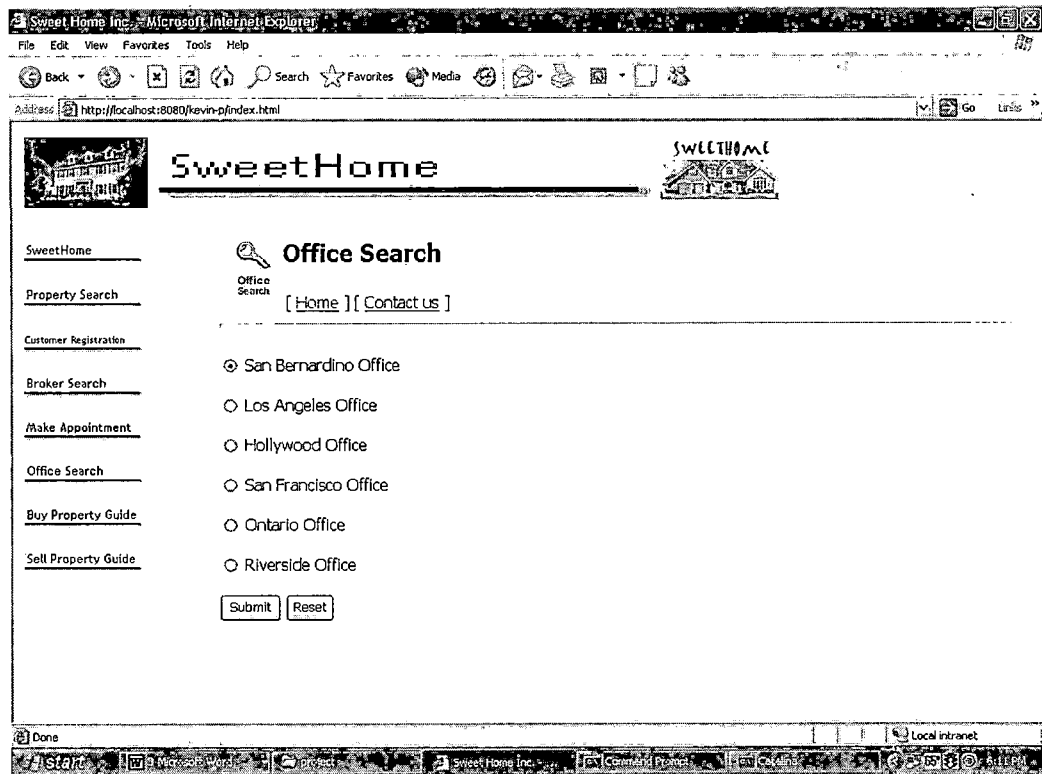 Sweet Home Inc. - Microsoft Internet Explorer
File Edit View Favorites Tools Help
Back Search Favorites Media
Address http://localhost:8080/kevin-p/index.html Go Links »
SweetHome
SWEETHOME
SweetHome
Property Search
Customer Registration
Broker Search
Make Appointment
Office Search
Buy Property Guide
Sell Property Guide
Office Search
Office Search
[ Home ] [ Contact us ]
San Bernardino Office
Los Angeles Office
Hollywood Office
San Francisco Office
Ontario Office
Riverside Office
Submit Reset
Done Local intranet
start Microsoft Word project Sweet Home Inc. Command Prompt Catalina